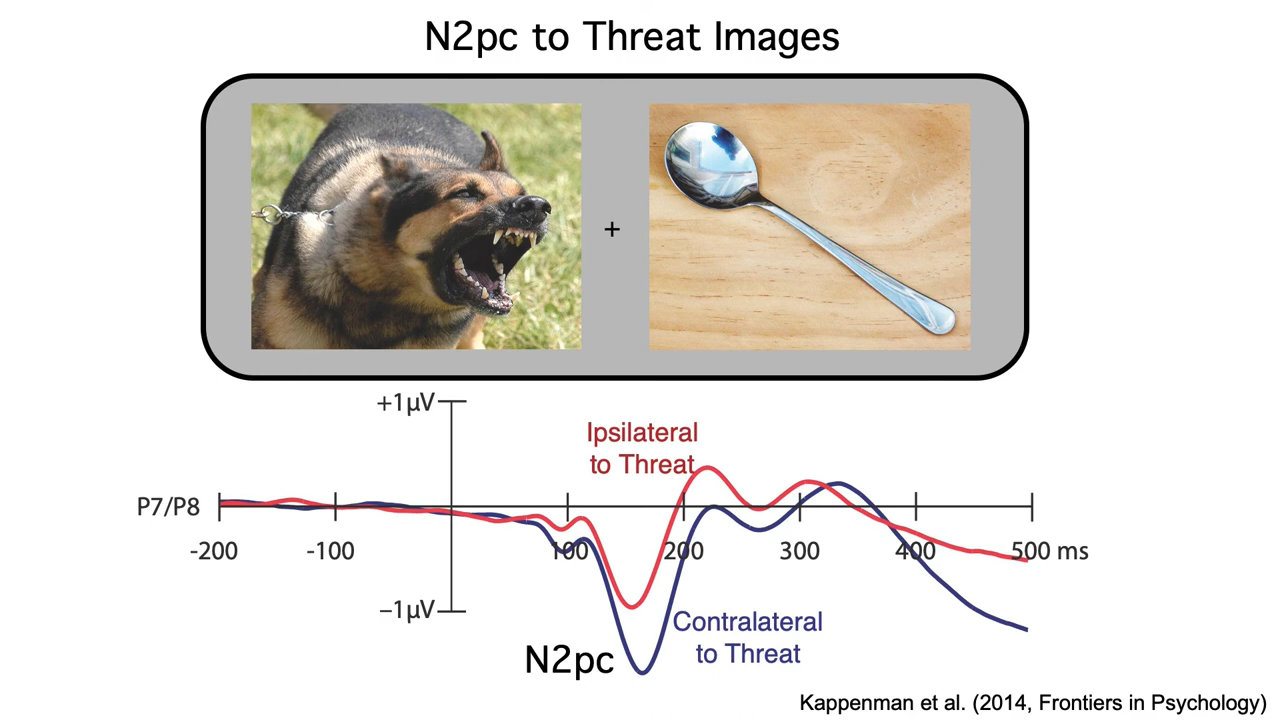 N2pc to Threat Images
+
+1µV
Ipsilateral
to Threat
P7/P8
-200 -100 100 200 300 400 500 ms
–1µV
Contralateral
to Threat
N2pc
Kappenman et al. (2014, Frontiers in Psychology)